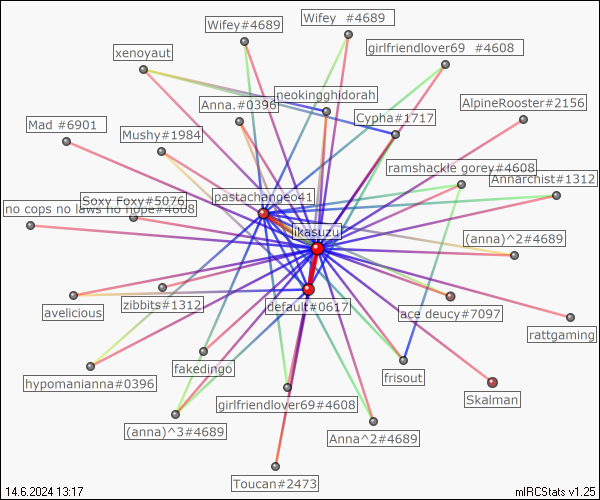 Wifey  #4689
Wifey#4689
girlfriendlover69  #4608
xenoyaut
neokingghidorah
Anna.#0396
AlpineRooster#2156
Cypha#1717
Mad #6901
Mushy#1984
ramshackle gorey#4608
Annarchist#1312
pastachangeo41
Soxy Foxy#5076
no cops no laws no nope#4608
ikasuzu
(anna)^2#4689
default#0617
zibbits#1312
avelicious
ace deucy#7097
rattgaming
fakedingo
hypomanianna#0396
frisout
Skalman
girlfriendlover69#4608
(anna)^3#4689
Anna^2#4689
Toucan#2473
14.6.2024 13:17
mIRCStats v1.25